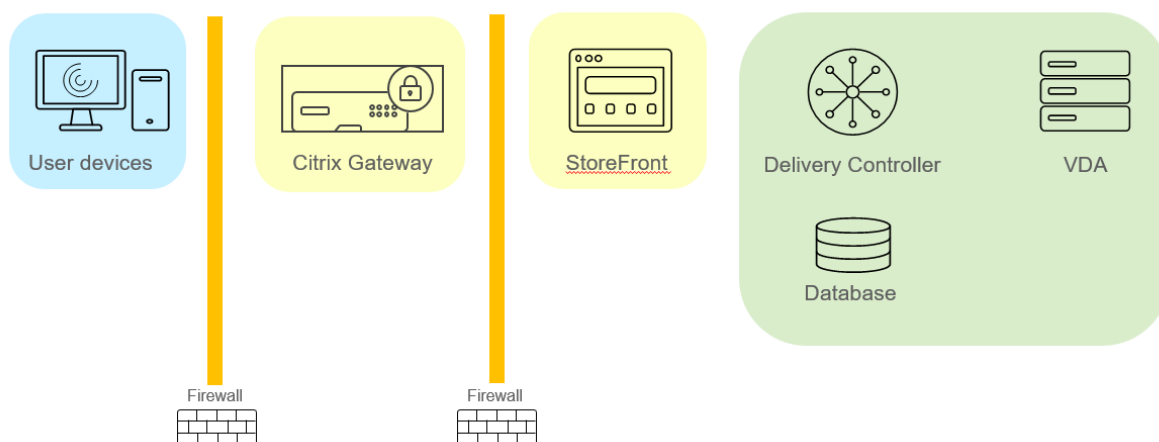 User devices
Citrix Gateway
StoreFront
Delivery Controller
VDA
Database
Firewall
Firewall